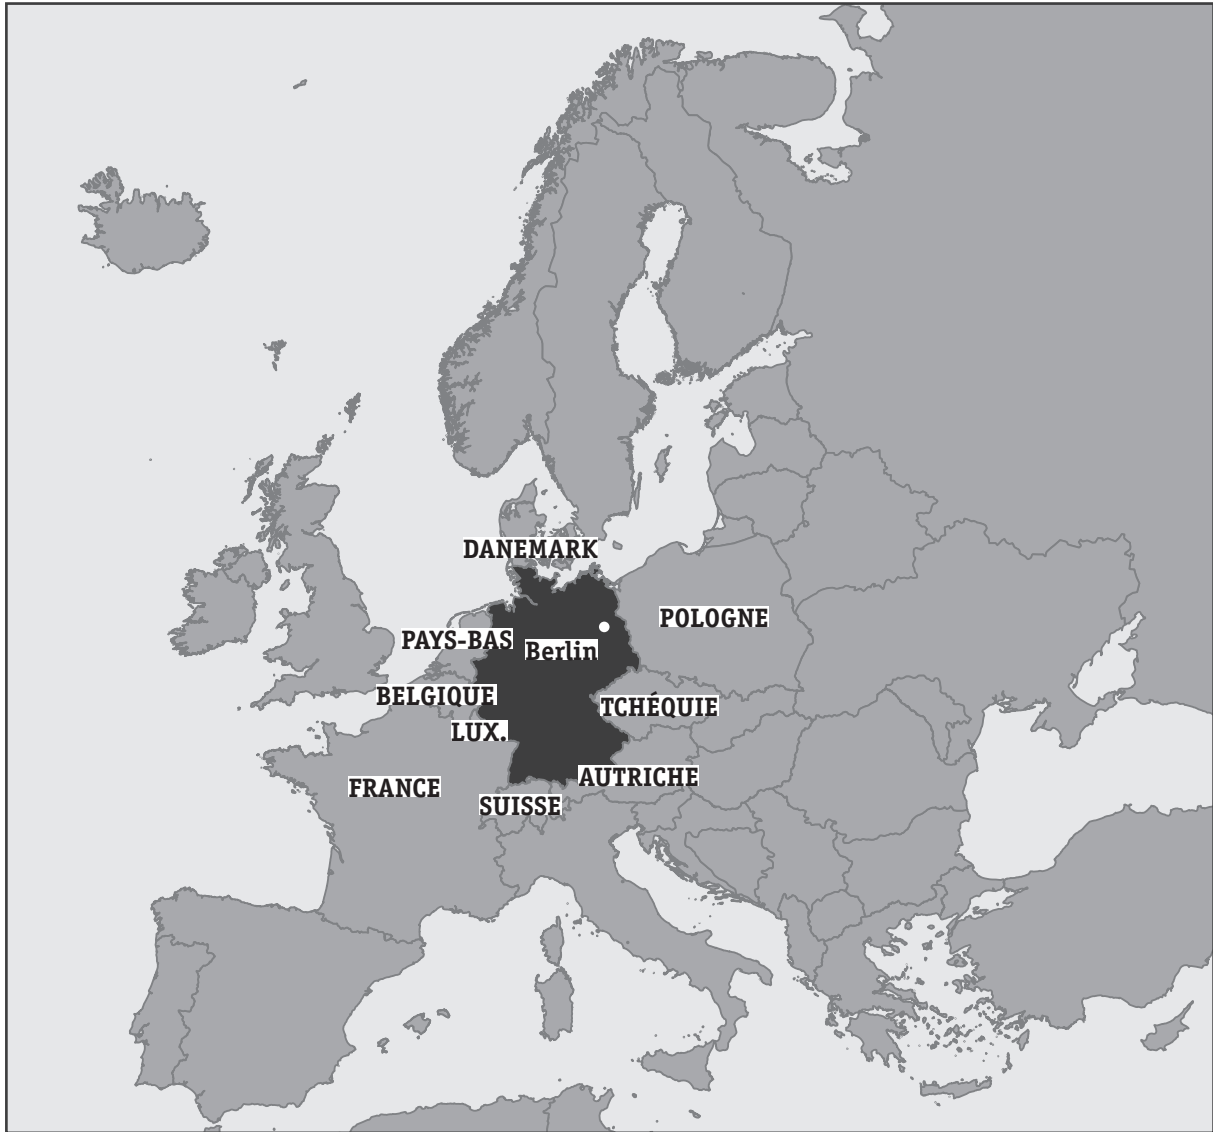 DANEMARK
POLOGNE
PAYS-BAS
Berlin
BELGIQUE
TCHÉQUIE
LUX.
AUTRICHE
FRANCE
SUISSE